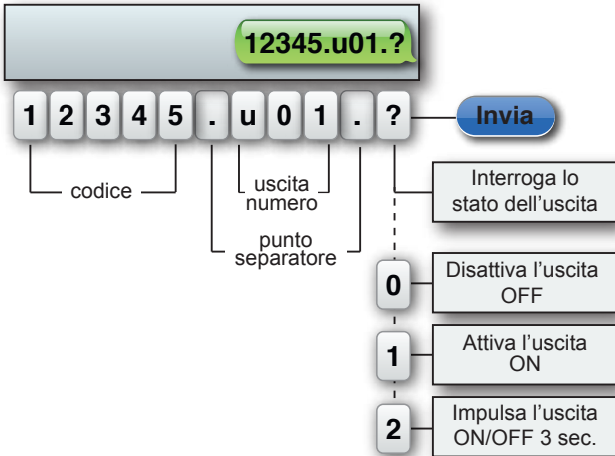 12345.u01.?
1 2 3 4 5 . u 0 1 . ?
Invia
codice
uscita
numero
punto
separatore
Interroga lo
stato dell'uscita
0
Disattiva l'uscita
OFF
1
Attiva l'uscita
ON
2
Impulsa l'uscita
ON/OFF 3 sec.